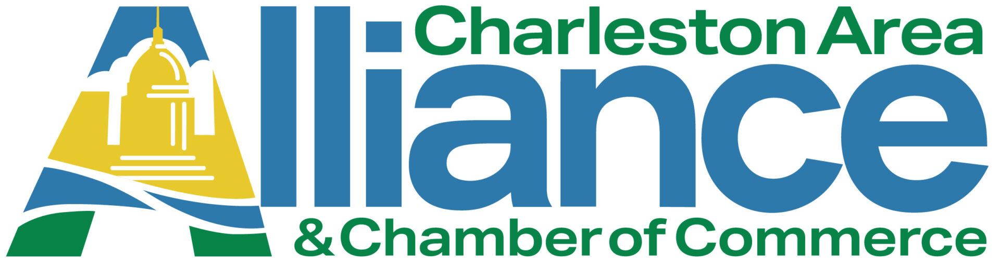 Charleston Area
Alliance
& Chamber of Commerce